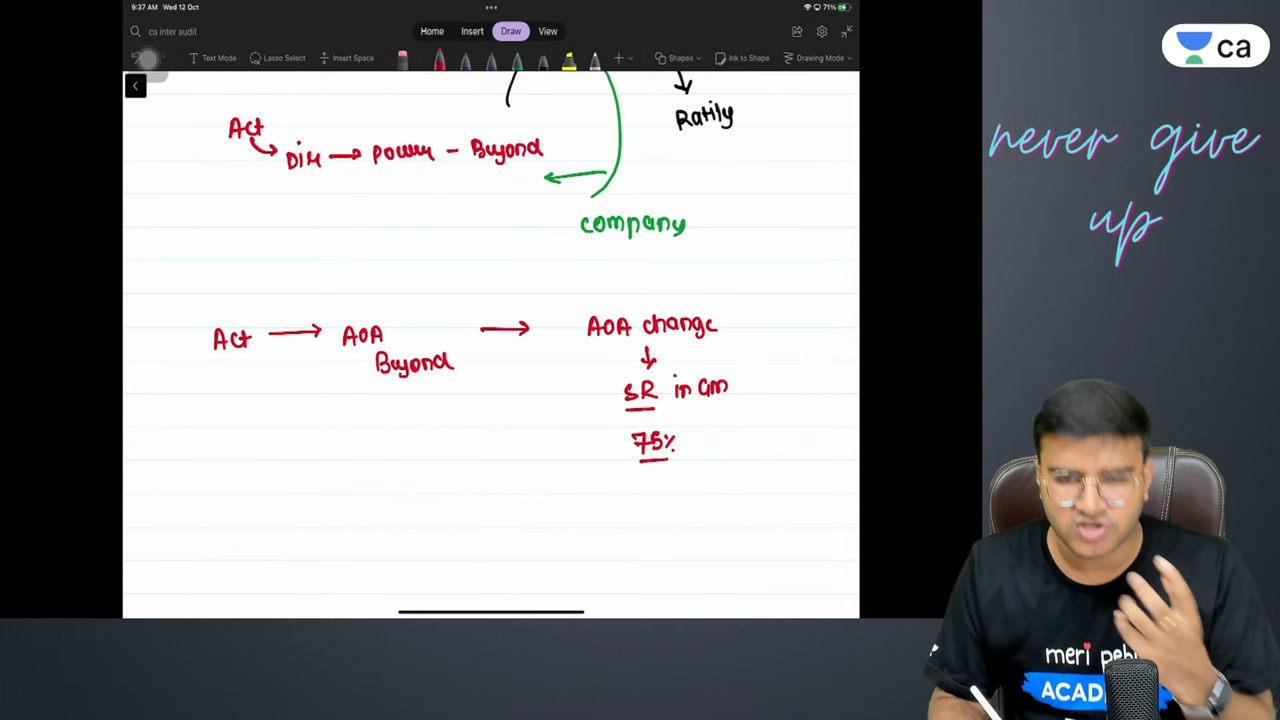 9:37 AM Wed 12 Oct
71%
ca inter audit
Home Insert Draw View
Text Mode Lasso Select Insert Space Shapes Ink to Shape Drawing Mode
ca
never give
up
Ratily
Act
Dir → Power - Beyond
company
Act → AOA → AOA change
Beyond
SR in GM
75%
meri
ACAD